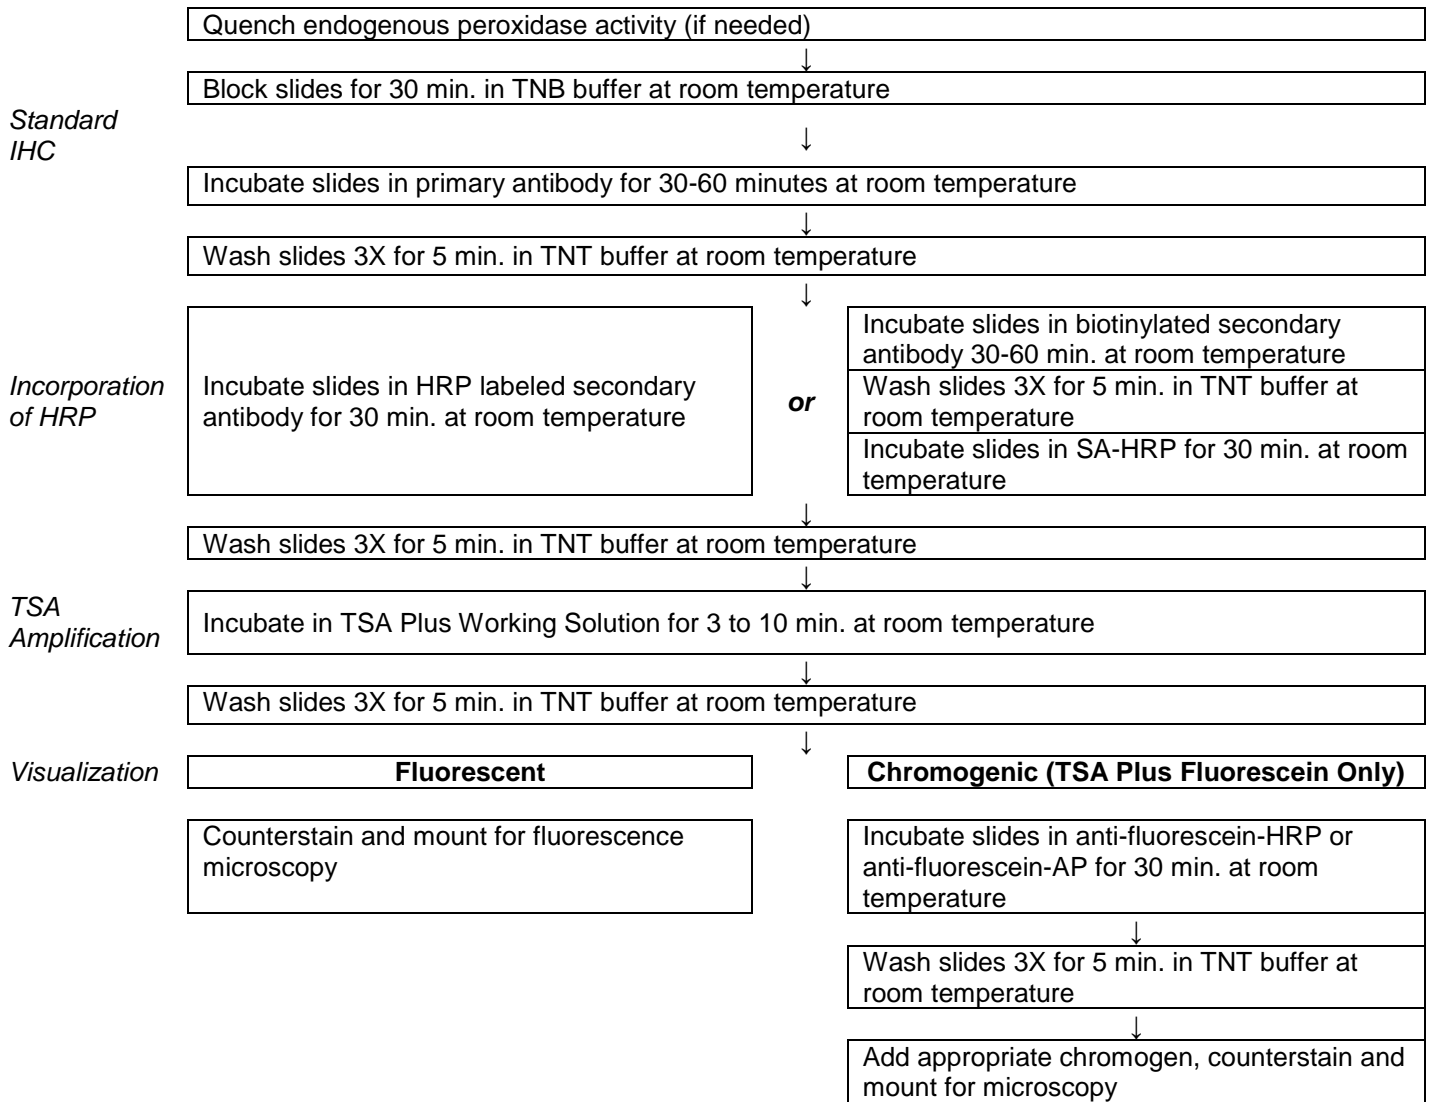 Quench endogenous peroxidase activity (if needed)
↓
Block slides for 30 min. in TNB buffer at room temperature
Standard
IHC
↓
Incubate slides in primary antibody for 30-60 minutes at room temperature
↓
Wash slides 3X for 5 min. in TNT buffer at room temperature
↓
Incorporation
of HRP
Incubate slides in HRP labeled secondary
antibody for 30 min. at room temperature
or
Incubate slides in biotinylated secondary
antibody 30-60 min. at room temperature
Wash slides 3X for 5 min. in TNT buffer at
room temperature
Incubate slides in SA-HRP for 30 min. at room
temperature
↓
Wash slides 3X for 5 min. in TNT buffer at room temperature
↓
TSA
Amplification
Incubate in TSA Plus Working Solution for 3 to 10 min. at room temperature
↓
Wash slides 3X for 5 min. in TNT buffer at room temperature
↓
Visualization
Fluorescent
Chromogenic (TSA Plus Fluorescein Only)
Counterstain and mount for fluorescence
microscopy
Incubate slides in anti-fluorescein-HRP or
anti-fluorescein-AP for 30 min. at room
temperature
↓
Wash slides 3X for 5 min. in TNT buffer at
room temperature
↓
Add appropriate chromogen, counterstain and
mount for microscopy